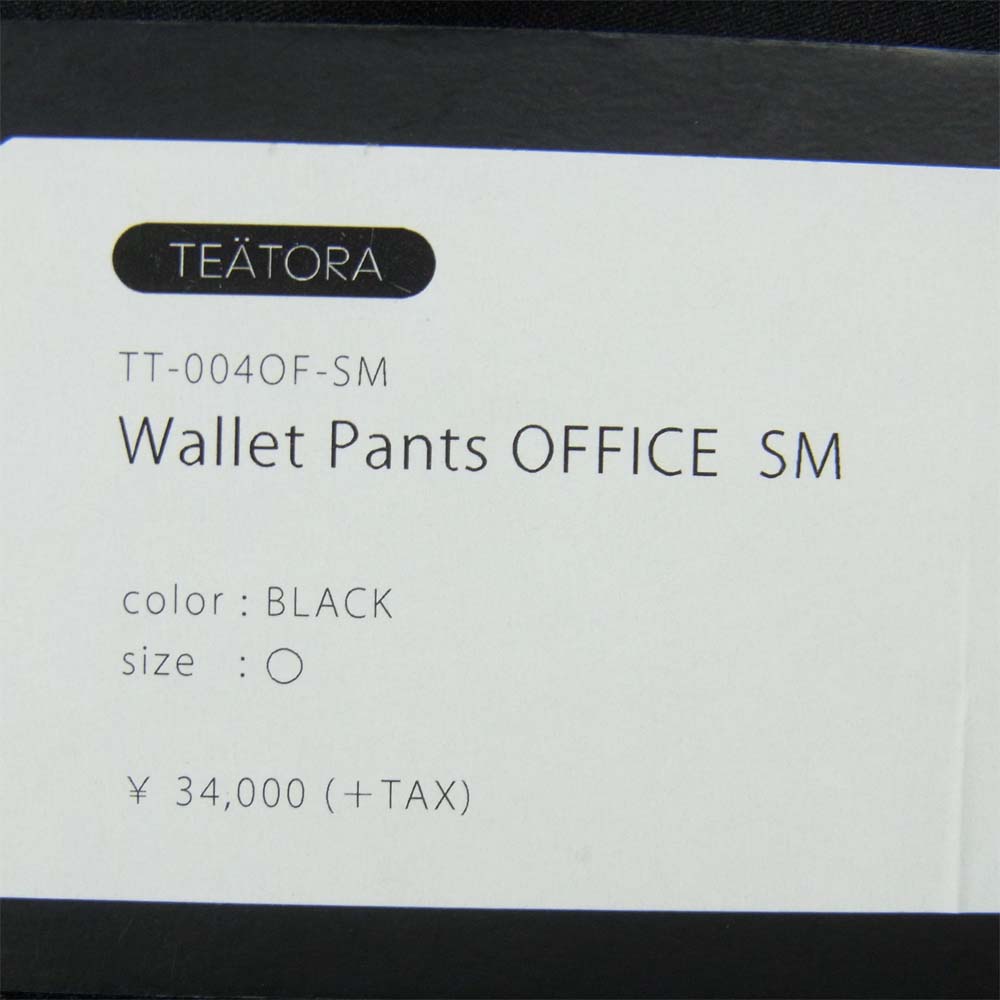 TEÄTORA
TT-004OF-SM
Wallet Pants OFFICE SM
color : BLACK
size : ○
¥ 34,000 (+TAX)